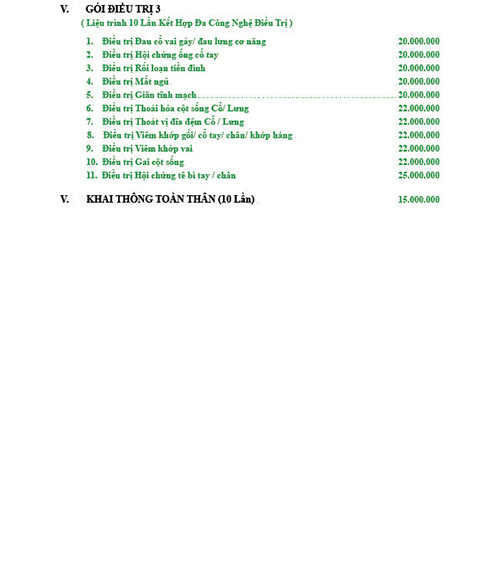 V. GÓI ĐIỀU TRỊ 3
( Liệu trình 10 Lần Kết Hợp Đa Công Nghệ Điều Trị )
1. Điều trị Đau cổ vai gáy/ đau lưng cơ năng 20.000.000
2. Điều trị Hội chứng ống cổ tay 20.000.000
3. Điều trị Rối loạn tiền đình 20.000.000
4. Điều trị Mất ngủ 20.000.000
5. Điều trị Giãn tĩnh mạch 20.000.000
6. Điều trị Thoái hóa cột sống Cổ/ Lưng 22.000.000
7. Điều trị Thoát vị đĩa đệm Cổ / Lưng 22.000.000
8. Điều trị Viêm khớp gối/ cổ tay/ chân/ khớp háng 22.000.000
9. Điều trị Viêm khớp vai 22.000.000
10. Điều trị Gai cột sống 22.000.000
11. Điều trị Hội chứng tê bì tay / chân 25.000.000
V. KHAI THÔNG TOÀN THÂN (10 Lần) 15.000.000